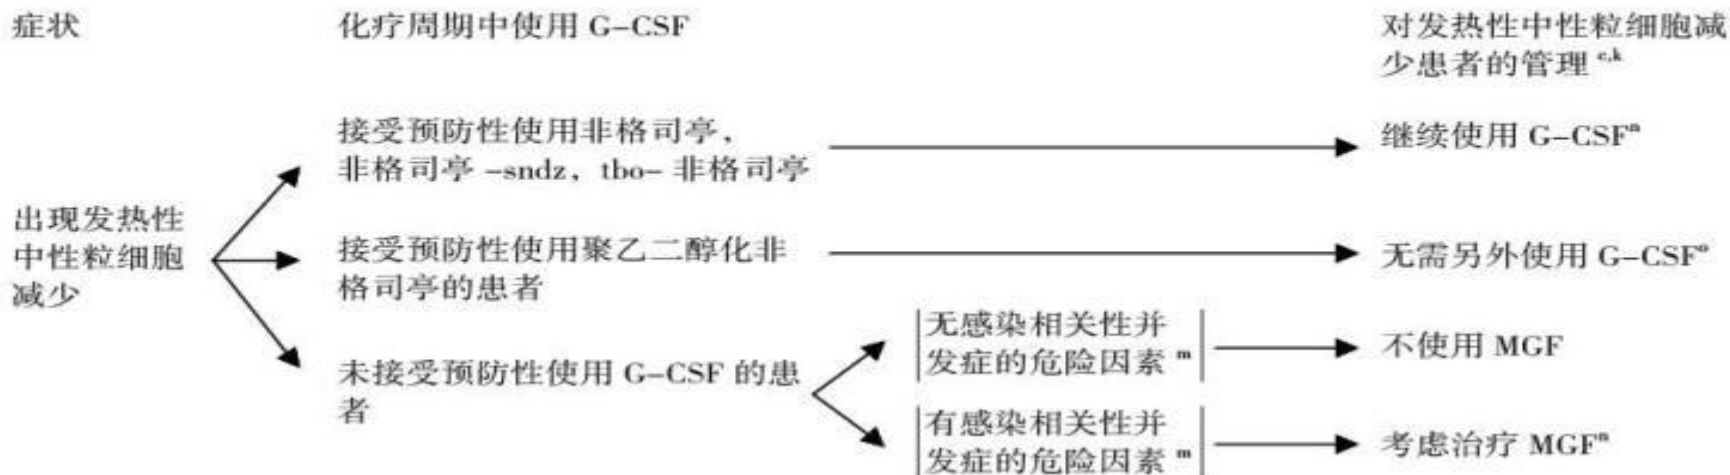 症状
化疗周期中使用 G-CSF
对发热性中性粒细胞减
少患者的管理 c,k
接受预防性使用非格司亭，
非格司亭 -sndz，tbo- 非格司亭
继续使用 G-CSFn
出现发热性
中性粒细胞
减少
接受预防性使用聚乙二醇化非
格司亭的患者
无需另外使用 G-CSFo
未接受预防性使用 G-CSF 的患
者
无感染相关性并
发症的危险因素 m
不使用 MGF
有感染相关性并
发症的危险因素 m
考虑治疗 MGFn